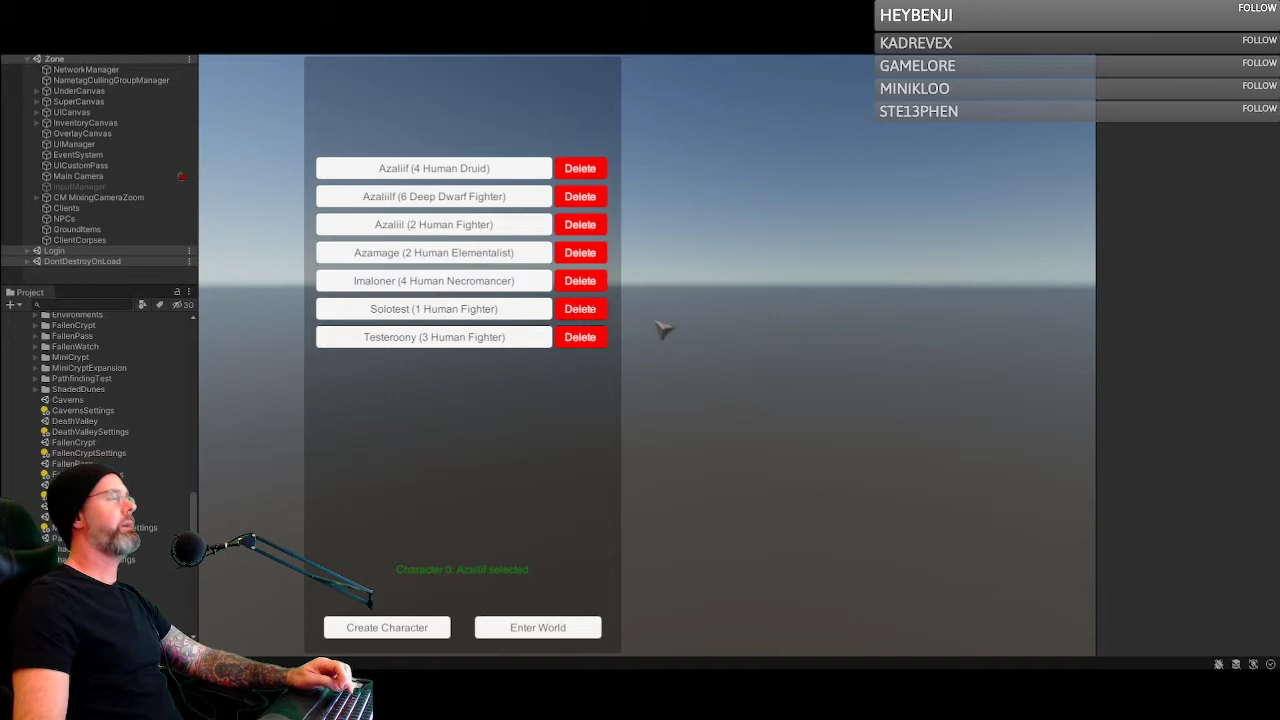 HEYBENJI
FOLLOW
KADREVEX
FOLLOW
GAMELORE
FOLLOW
MINIKLOO
FOLLOW
STE13PHEN
FOLLOW
Zone
NetworkManager
NametagCullingGroupManager
UnderCanvas
SuperCanvas
UICanvas
InventoryCanvas
OverlayCanvas
UIManager
EventSystem
UICustomPass
Main Camera
InputManager
CM MixingCameraZoom
Clients
NPCs
GroundItems
ClientCorpses
Login
DontDestroyOnLoad
Project
30
Environments
FallenCrypt
FallenPass
FallenWatch
MiniCrypt
MiniCryptExpansion
PathfindingTest
ShadedDunes
Caverns
CavernsSettings
DeathValley
DeathValleySettings
FallenCrypt
FallenCryptSettings
Azaliif (4 Human Druid)
Delete
Azaliilf (6 Deep Dwarf Fighter)
Delete
Azaliil (2 Human Fighter)
Delete
Azamage (2 Human Elementalist)
Delete
Imaloner (4 Human Necromancer)
Delete
Solotest (1 Human Fighter)
Delete
Testeroony (3 Human Fighter)
Delete
Character 0: Azaliif selected
Create Character
Enter World